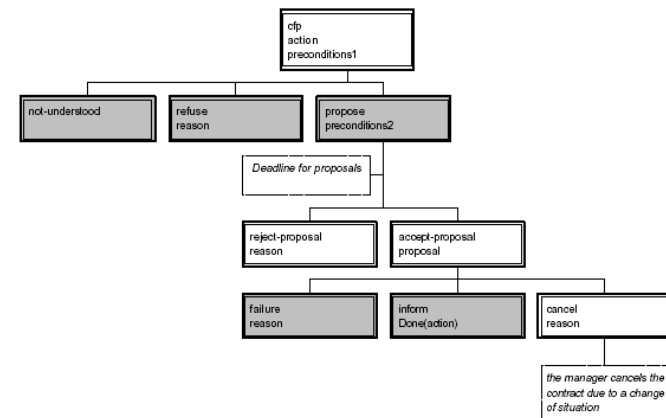 cfp
action
preconditions1
not-understood
refuse
reason
propose
preconditions2
Deadline for proposals
reject-proposal
reason
accept-proposal
proposal
failure
reason
inform
Done(action)
cancel
reason
the manager cancels the
contract due to a change
of situation